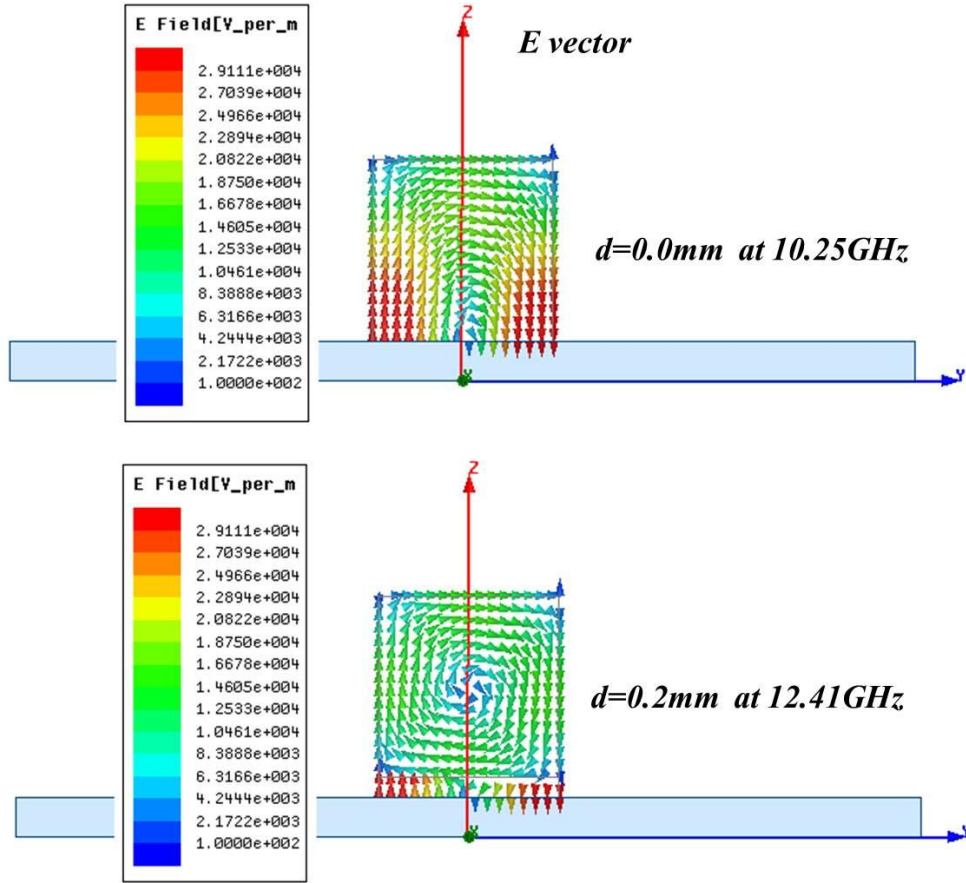 E Field[V_per_m
2.9111e+004
2.7039e+004
2.4966e+004
2.2894e+004
2.0822e+004
1.8750e+004
1.6678e+004
1.4605e+004
1.2533e+004
1.0461e+004
8.3888e+003
6.3166e+003
4.2444e+003
2.1722e+003
1.0000e+002
Z
E vector
d=0.0mm at 10.25GHz
X
Y
E Field[V_per_m
2.9111e+004
2.7039e+004
2.4966e+004
2.2894e+004
2.0822e+004
1.8750e+004
1.6678e+004
1.4605e+004
1.2533e+004
1.0461e+004
8.3888e+003
6.3166e+003
4.2444e+003
2.1722e+003
1.0000e+002
Z
d=0.2mm at 12.41GHz
X
Y